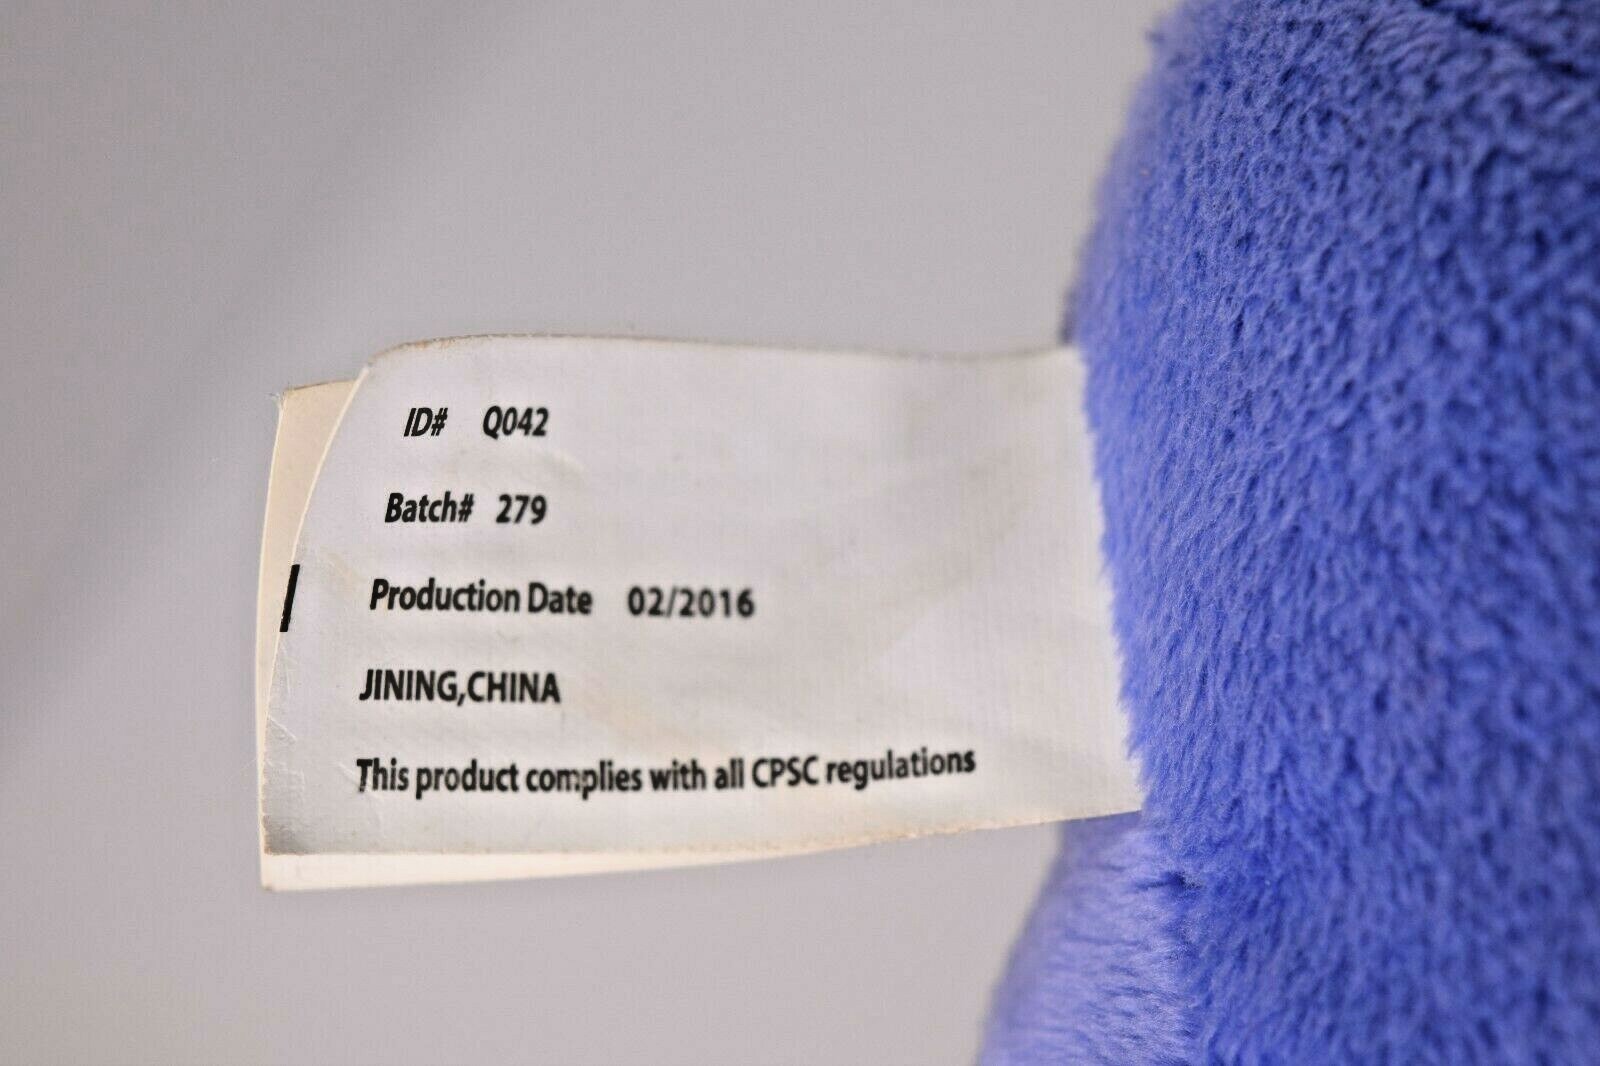 ID# Q042
Batch# 279
Production Date 02/2016
JINING,CHINA
This product complies with all CPSC regulations